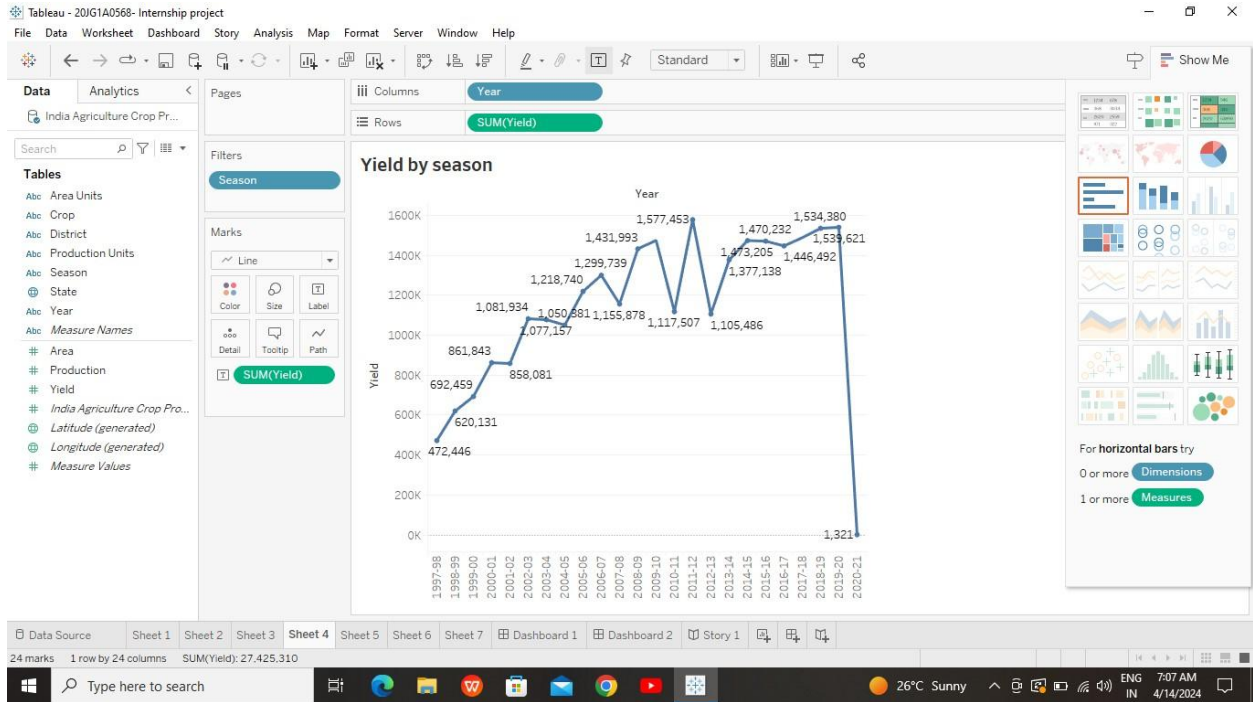 Tableau - 20JG1A0568- Internship project
File Data Worksheet Dashboard Story Analysis Map Format Server Window Help
Standard
Show Me
Data Analytics
India Agriculture Crop Pr...
Search
Tables
Abc Area Units
Abc Crop
Abc District
Abc Production Units
Abc Season
State
Abc Year
Abc Measure Names
# Area
# Production
# Yield
# India Agriculture Crop Pro...
Latitude (generated)
Longitude (generated)
# Measure Values
Pages
Filters
Season
Marks
Line
Color Size Label
Detail Tooltip Path
SUM(Yield)
Columns Year
Rows SUM(Yield)
Yield by season
Year
Yield
1600K
1400K
1200K
1000K
800K
600K
400K
200K
0K
472,446
620,131
692,459
861,843
858,081
1,081,934
1,077,157
1,050,381
1,218,740
1,299,739
1,155,878
1,431,993
1,117,507
1,577,453
1,105,486
1,377,138
1,473,205
1,470,232
1,446,492
1,534,380
1,539,621
1,321
1997-98
1998-99
1999-00
2000-01
2001-02
2002-03
2003-04
2004-05
2005-06
2006-07
2007-08
2008-09
2009-10
2010-11
2011-12
2012-13
2013-14
2014-15
2015-16
2016-17
2017-18
2018-19
2019-20
2020-21
For horizontal bars try
0 or more Dimensions
1 or more Measures
Data Source Sheet 1 Sheet 2 Sheet 3 Sheet 4 Sheet 5 Sheet 6 Sheet 7 Dashboard 1 Dashboard 2 Story 1
24 marks 1 row by 24 columns SUM(Yield): 27,425,310
Type here to search
26°C Sunny
ENG
IN
7:07 AM
4/14/2024